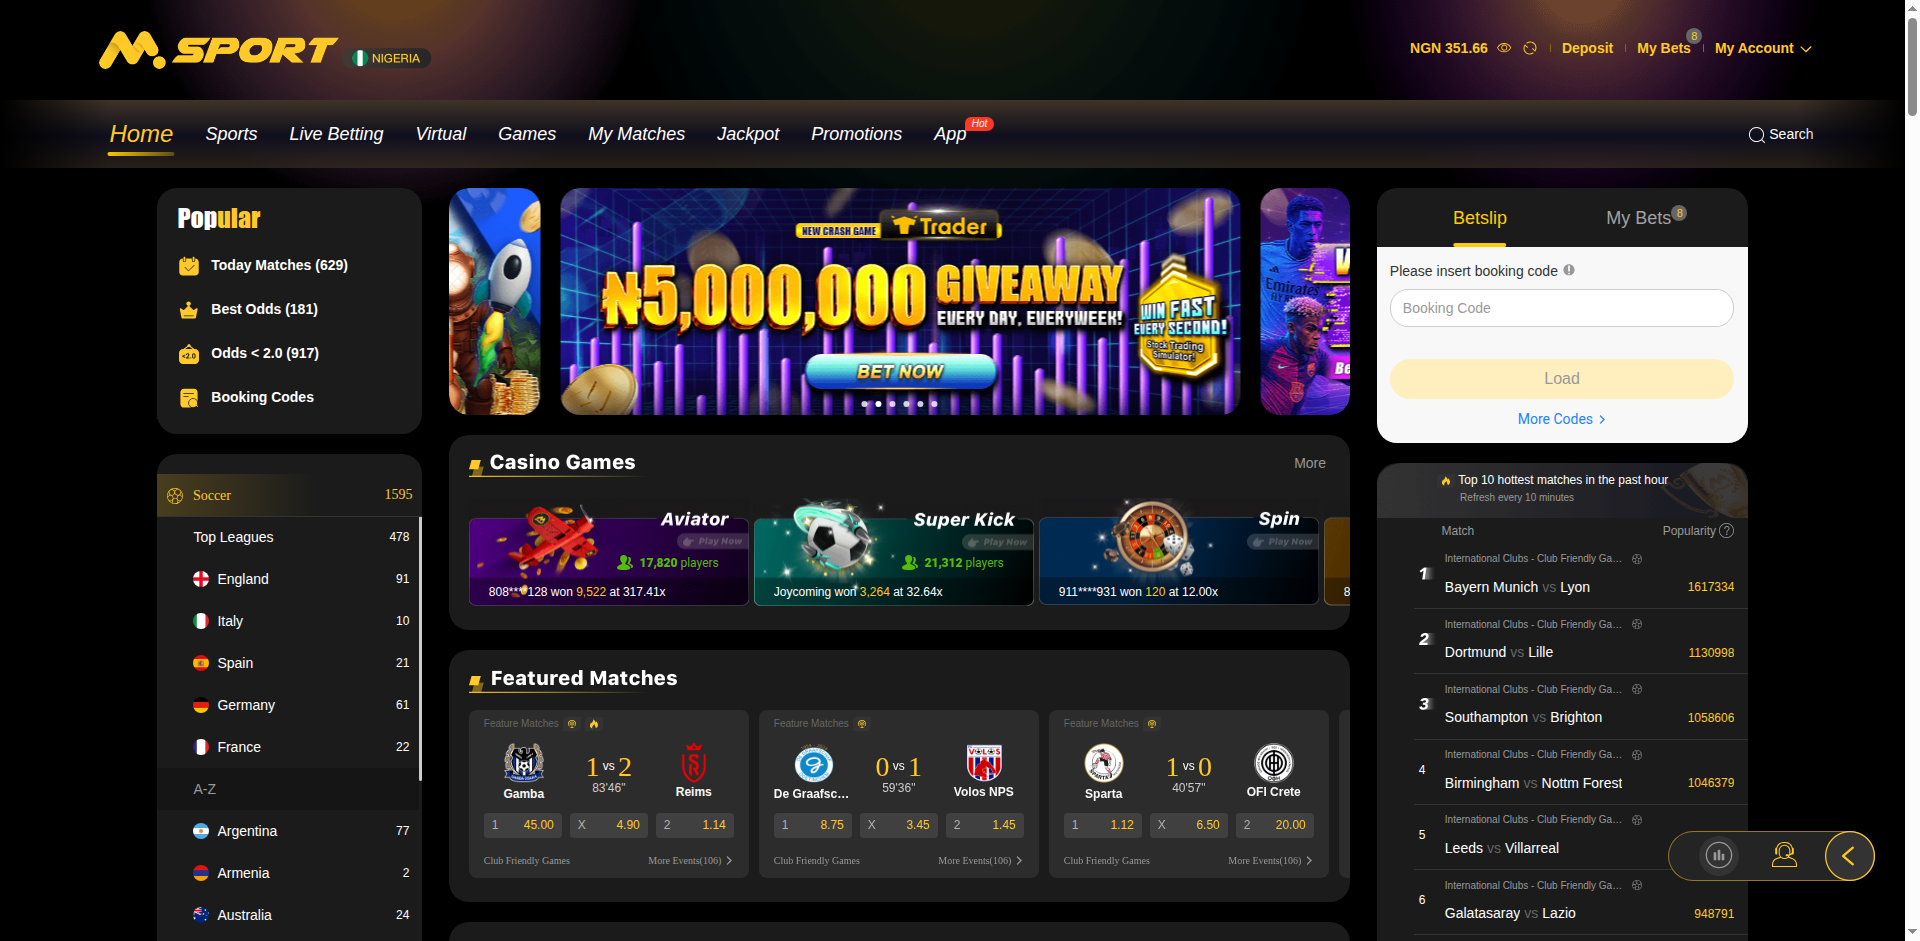 M.SPORT
NIGERIA
NGN 351.66
Deposit
My Bets
8
My Account
Home
Sports
Live Betting
Virtual
Games
My Matches
Jackpot
Promotions
App
Hot
Search
Popular
Today Matches (629)
Best Odds (181)
<2.0
Odds < 2.0 (917)
Booking Codes
Soccer 1595
Top Leagues 478
England 91
Italy 10
Spain 21
Germany 61
France 22
A-Z
Argentina 77
Armenia 2
Australia 24
NEW CRASH GAME
Trader
₦5,000,000 GIVEAWAY
EVERY DAY, EVERYWEEK!
WIN FAST
EVERY SECOND!
Stock Trading
Simulator!
BET NOW
Emirates
Casino Games
More
Aviator
Play Now
17,820 players
808****128 won 9,522 at 317.41x
Super Kick
Play Now
21,312 players
Joycoming won 3,264 at 32.64x
Spin
Play Now
911****931 won 120 at 12.00x
8
Featured Matches
Feature Matches
1 vs 2
83'46"
Gamba
Reims
1 45.00
X 4.90
2 1.14
Club Friendly Games
More Events(106)
Feature Matches
0 vs 1
59'36"
De Graafsc...
VOLOS
Volos NPS
1 8.75
X 3.45
2 1.45
Club Friendly Games
More Events(106)
Feature Matches
SPARTA
1 vs 0
40'57"
Sparta
OFI Crete
1 1.12
X 6.50
2 20.00
Club Friendly Games
More Events(106)
Betslip
My Bets
8
Please insert booking code
Booking Code
Load
More Codes
Top 10 hottest matches in the past hour
Refresh every 10 minutes
Match
Popularity ?
International Clubs - Club Friendly Ga...
1
Bayern Munich vs Lyon 1617334
International Clubs - Club Friendly Ga...
2
Dortmund vs Lille 1130998
International Clubs - Club Friendly Ga...
3
Southampton vs Brighton 1058606
International Clubs - Club Friendly Ga...
4
Birmingham vs Nottm Forest 1046379
International Clubs - Club Friendly Ga...
5
Leeds vs Villarreal
International Clubs - Club Friendly Ga...
6
Galatasaray vs Lazio 948791